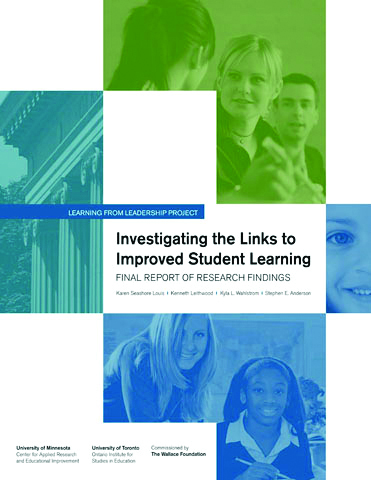 LEARNING FROM LEADERSHIP PROJECT
Investigating the Links to
Improved Student Learning
FINAL REPORT OF RESEARCH FINDINGS
Karen Seashore Louis I Kenneth Leithwood I Kyla L. Wahlstrom I Stephen E. Anderson
University of Minnesota
Center for Applied Research
and Educational Improvement
University of Toronto
Ontario Institute for
Studies in Education
Commissioned by
The Wallace Foundation